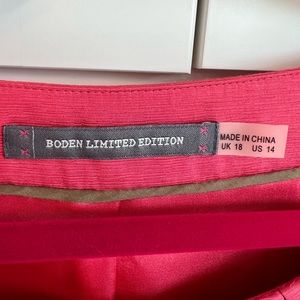 BODEN LIMITED EDITION
MADE IN CHINA
UK 18 US 14